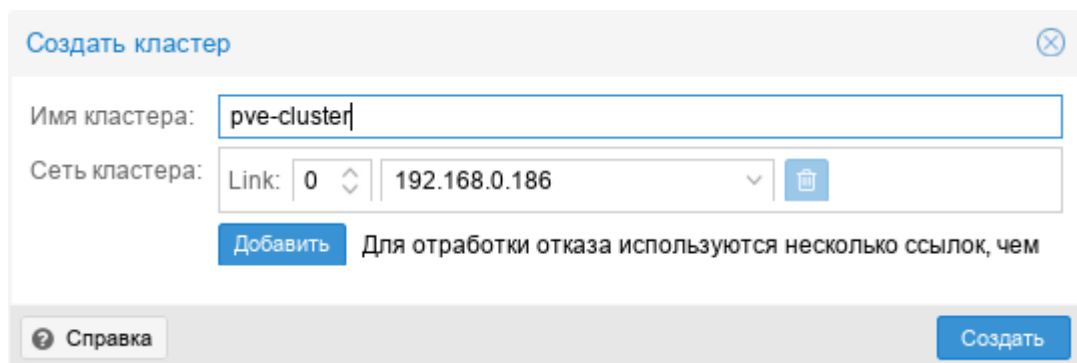 Создать кластер
Имя кластера: pve-cluster
Сеть кластера: Link: 0 192.168.0.186
Добавить Для отработки отказа используются несколько ссылок, чем
Справка Создать